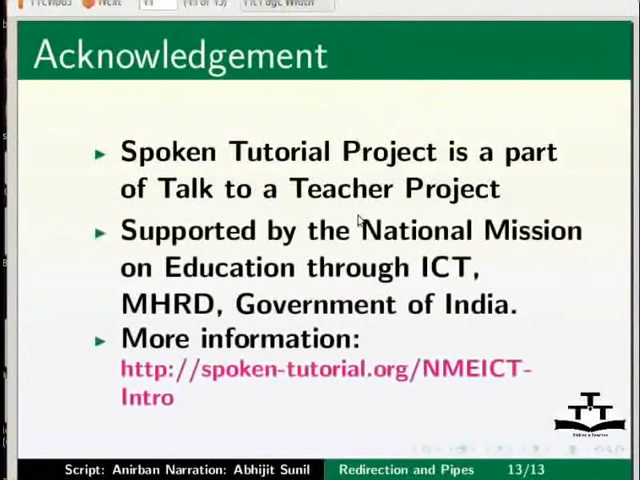 Acknowledgement
Spoken Tutorial Project is a part
of Talk to a Teacher Project
Supported by the National Mission
on Education through ICT,
MHRD, Government of India.
More information:
http://spoken-tutorial.org/NMEICT-
Intro
Script: Anirban Narration: Abhijit Sunil Redirection and Pipes 13/13